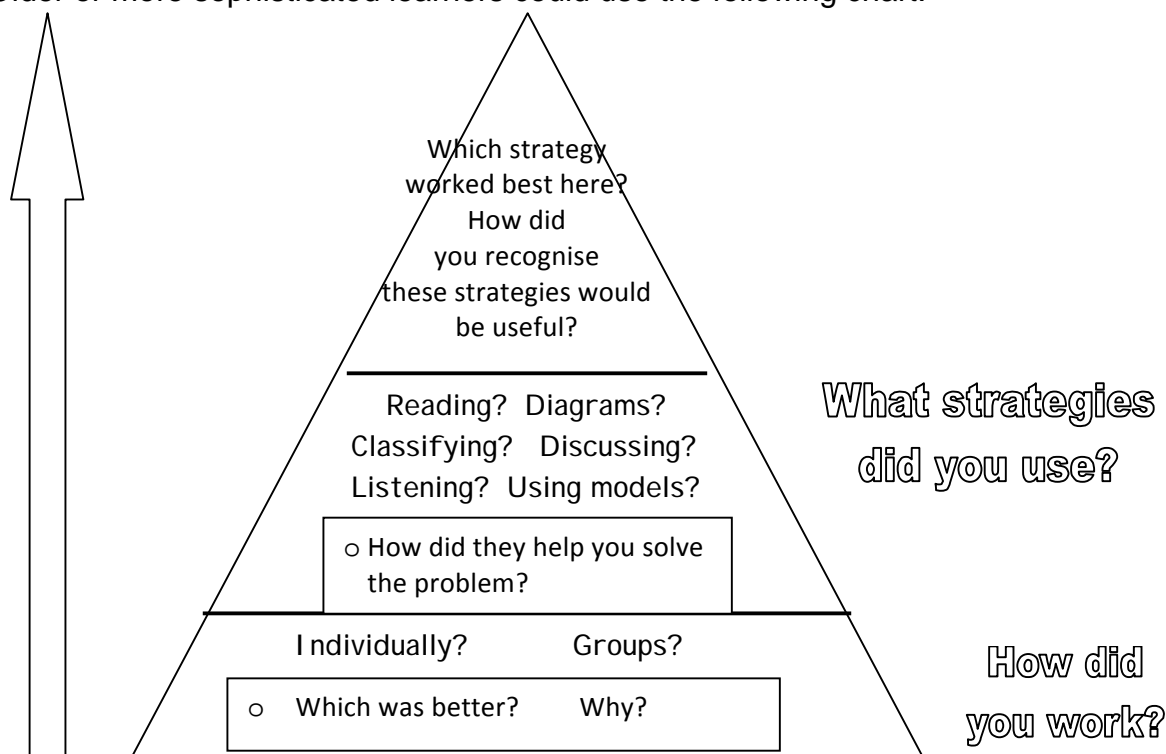 older or more sophisticated learners could use the following chart.
Which strategy
worked best here?
How did
you recognise
these strategies would
be useful?
Reading? Diagrams?
Classifying? Discussing?
Listening? Using models?
What strategies
did you use?
o How did they help you solve
the problem?
Individually? Groups?
o Which was better? Why?
How did
you work?